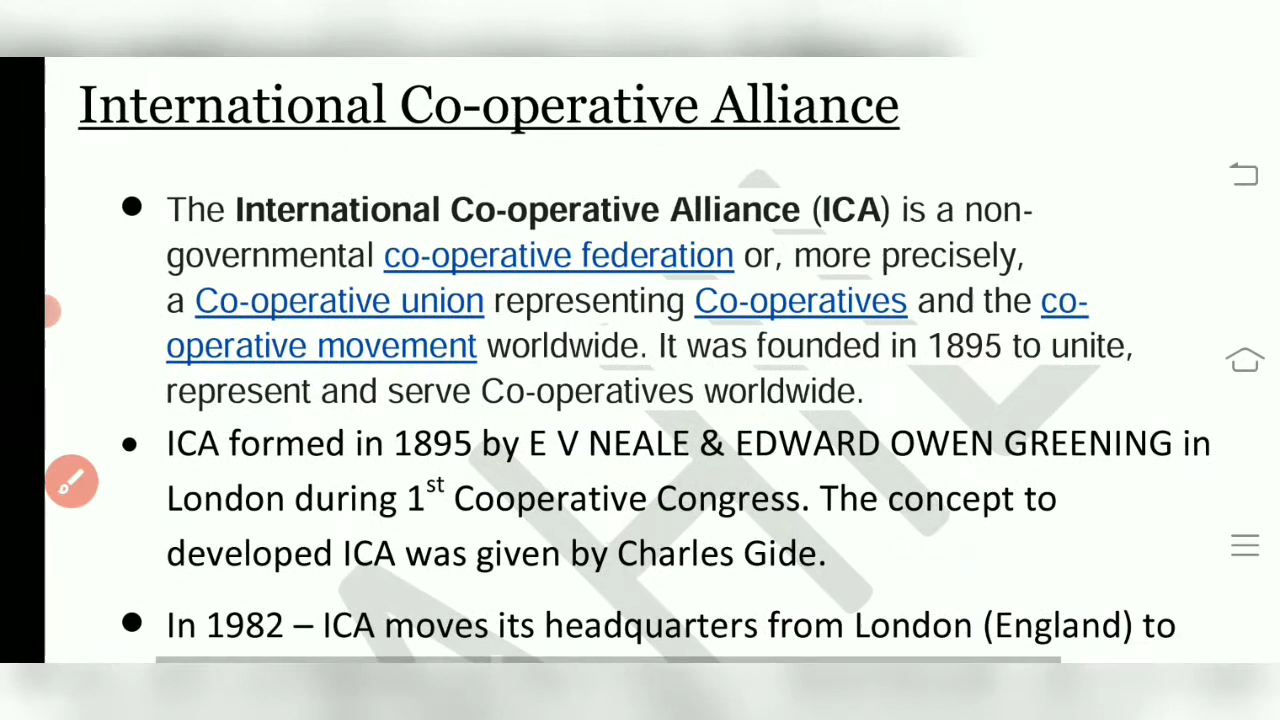 International Co-operative Alliance
The International Co-operative Alliance (ICA) is a non-
governmental co-operative federation or, more precisely,
a Co-operative union representing Co-operatives and the co-
operative movement worldwide. It was founded in 1895 to unite,
represent and serve Co-operatives worldwide.
ICA formed in 1895 by E V NEALE & EDWARD OWEN GREENING in
London during 1st Cooperative Congress. The concept to
developed ICA was given by Charles Gide.
In 1982 – ICA moves its headquarters from London (England) to